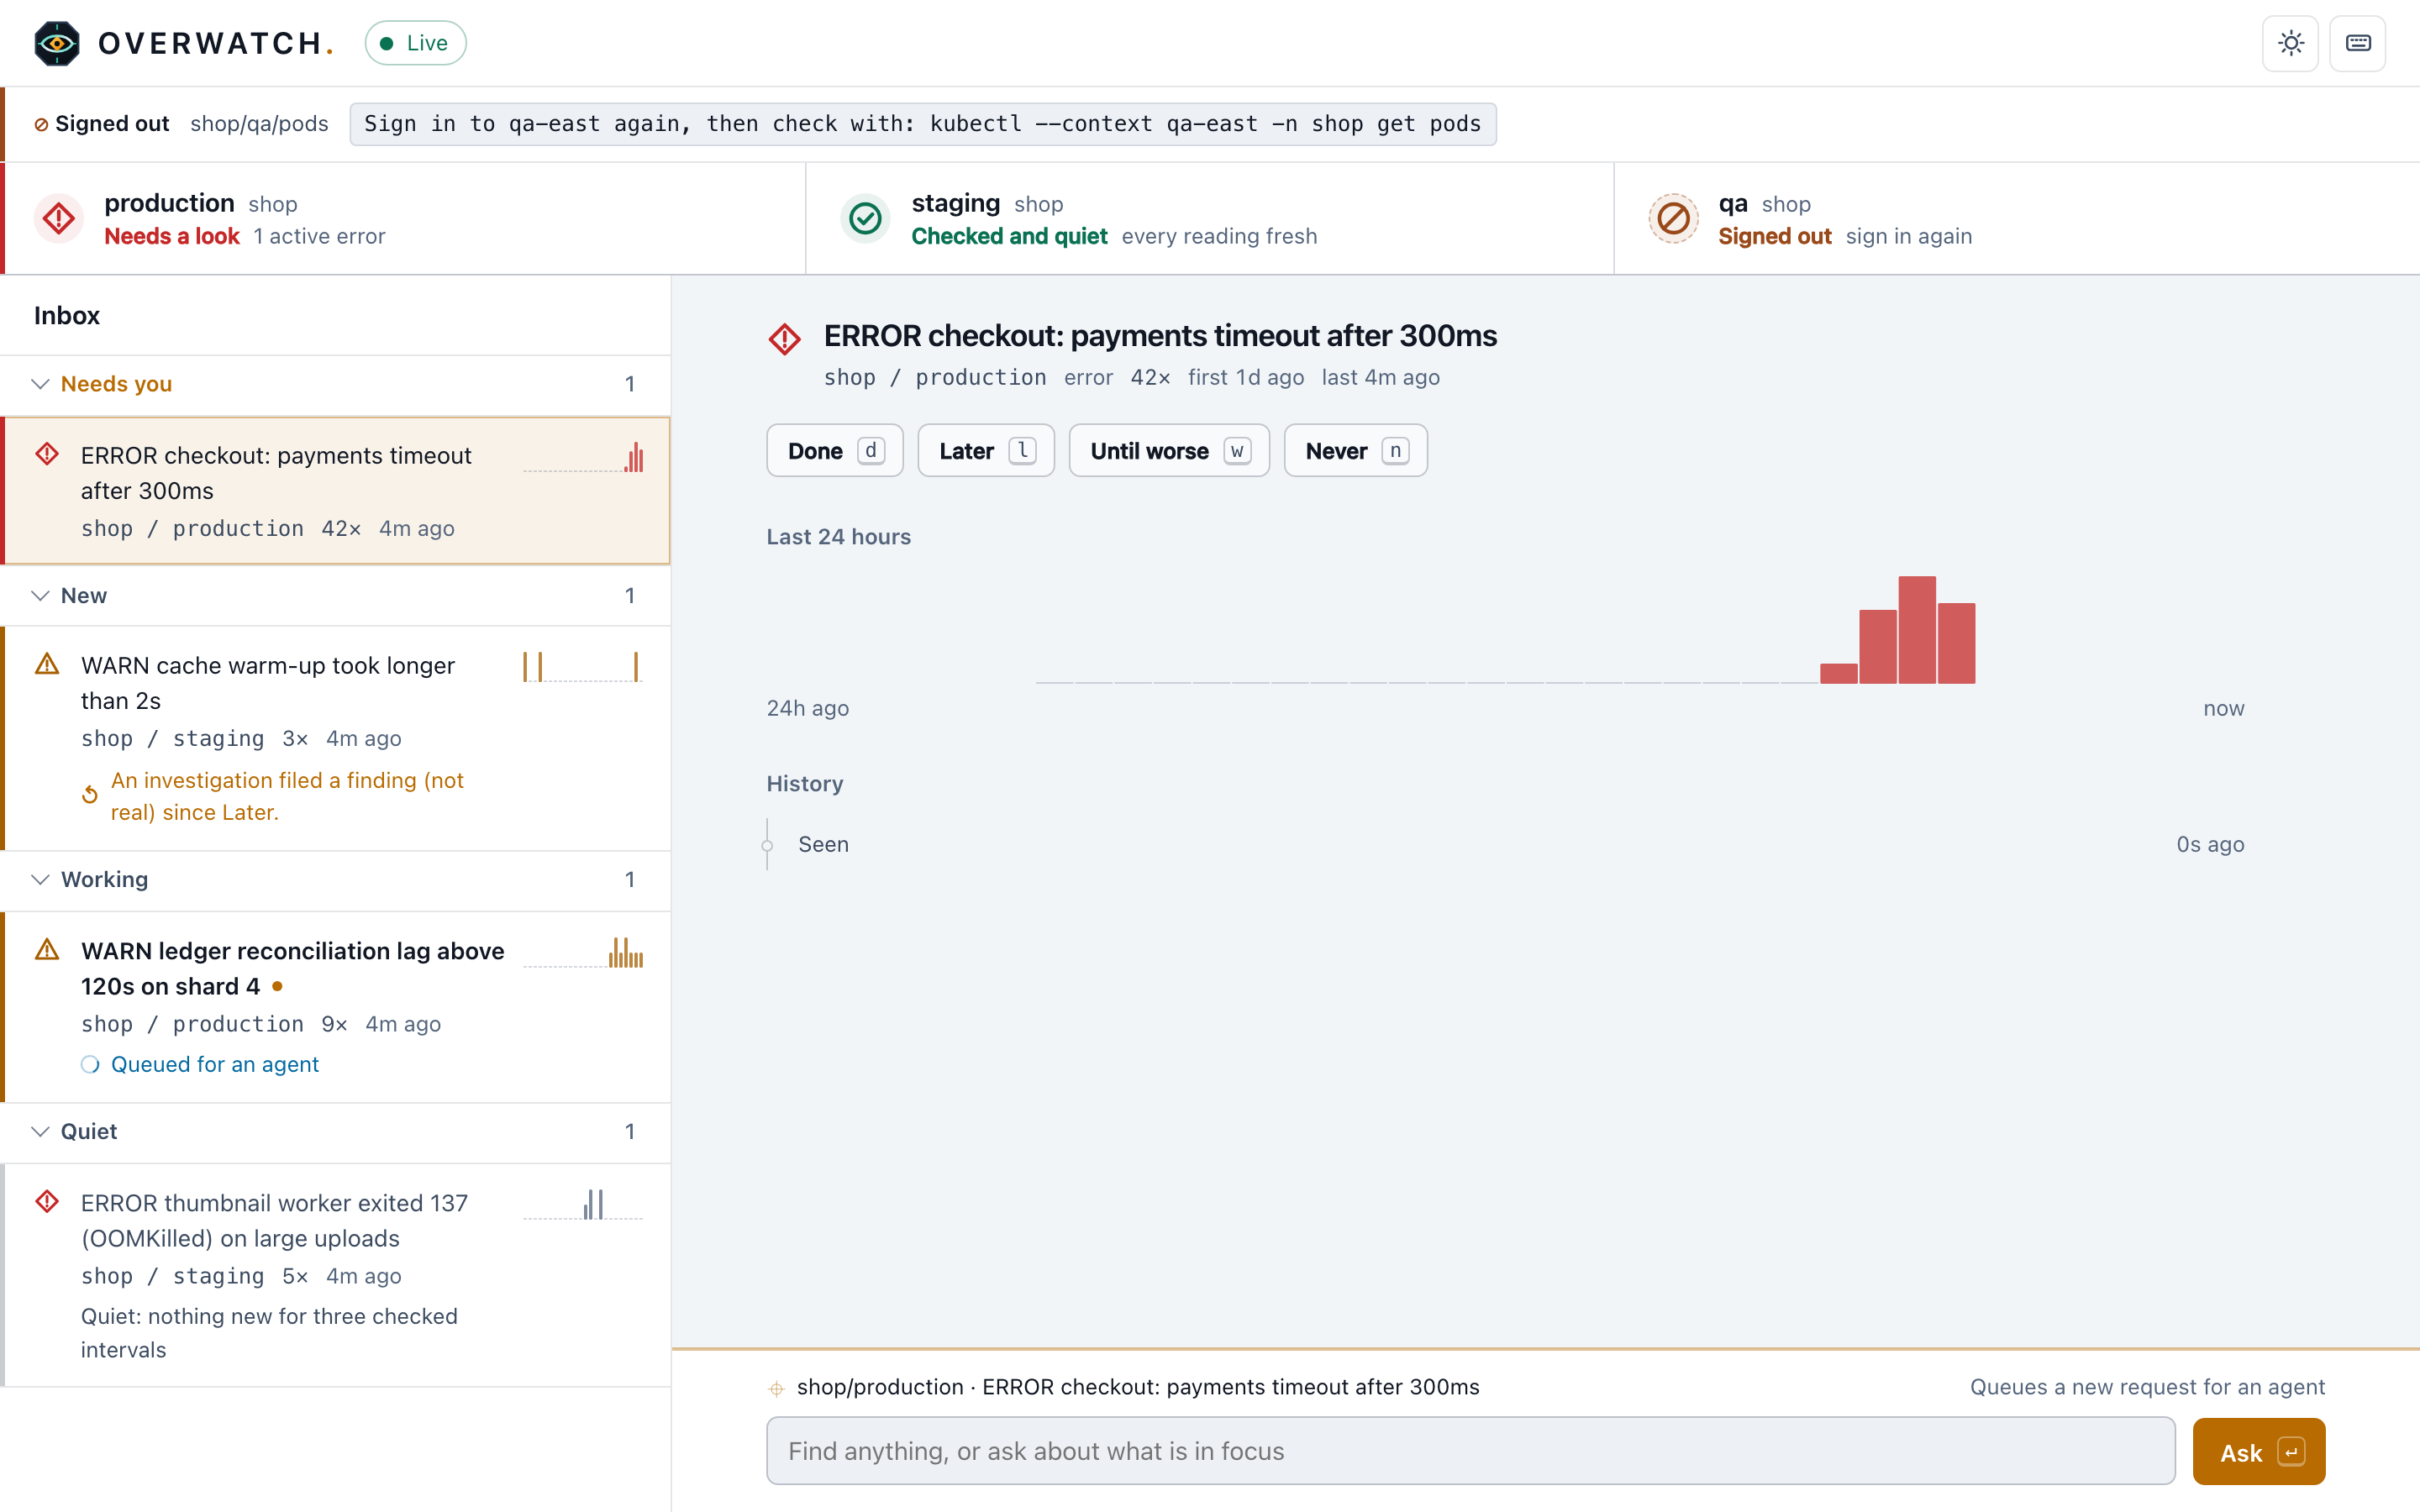 OVERWATCH.
Live
Signed out shop/qa/pods Sign in to qa-east again, then check with: kubectl --context qa-east -n shop get pods
production shop
Needs a look 1 active error
staging shop
Checked and quiet every reading fresh
qa shop
Signed out sign in again
Inbox
Needs you 1
ERROR checkout: payments timeout
after 300ms
shop / production 42× 4m ago
New 1
WARN cache warm-up took longer
than 2s
shop / staging 3× 4m ago
An investigation filed a finding (not
real) since Later.
Working 1
WARN ledger reconciliation lag above
120s on shard 4
shop / production 9× 4m ago
Queued for an agent
Quiet 1
ERROR thumbnail worker exited 137
(OOMKilled) on large uploads
shop / staging 5× 4m ago
Quiet: nothing new for three checked
intervals
ERROR checkout: payments timeout after 300ms
shop / production error 42× first 1d ago last 4m ago
Done d Later l Until worse w Never n
Last 24 hours
24h ago now
History
Seen 0s ago
shop/production · ERROR checkout: payments timeout after 300ms Queues a new request for an agent
Find anything, or ask about what is in focus
Ask ↵